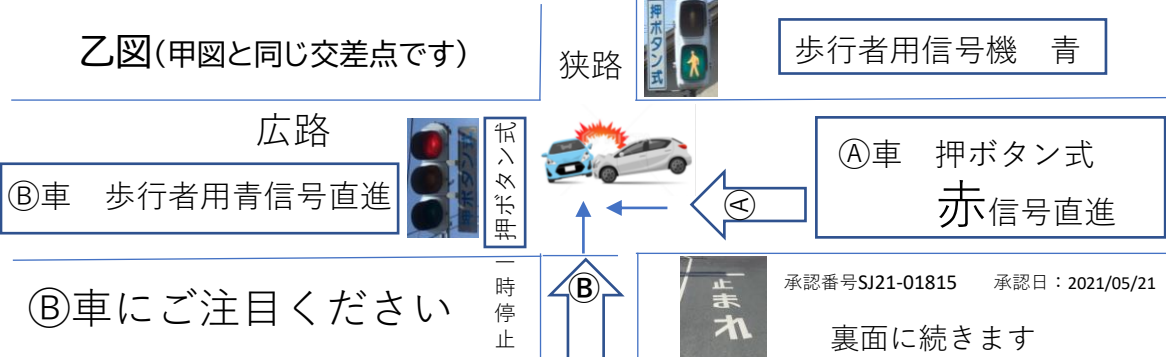 乙図(甲図と同じ交差点です)
狭路
押ボタン式
歩行者用信号機 青
広路
押ボタン式
押ボタン式
Ⓐ車 押ボタン式
赤信号直進
Ⓑ車 歩行者用青信号直進
Ⓐ
Ⓑ車にご注目ください
一時停止
Ⓑ
止まれ
承認番号SJ21-01815 承認日：2021/05/21
裏面に続きます